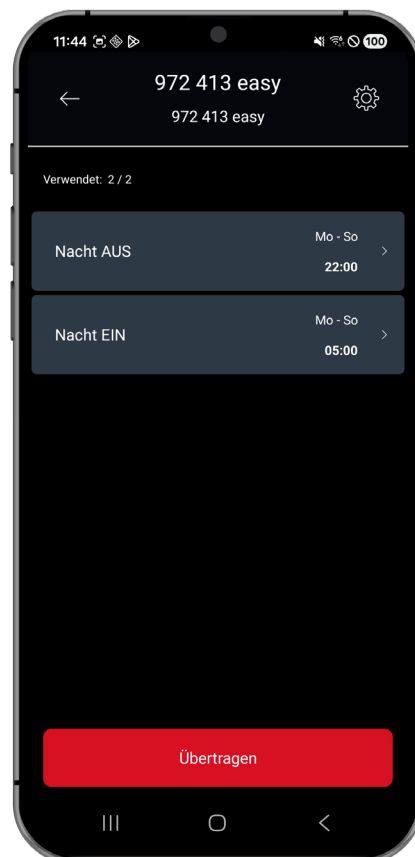 11:44
100
972 413 easy
972 413 easy
Verwendet: 2 / 2
Nacht AUS
Mo - So
22:00
Nacht EIN
Mo - So
05:00
Übertragen